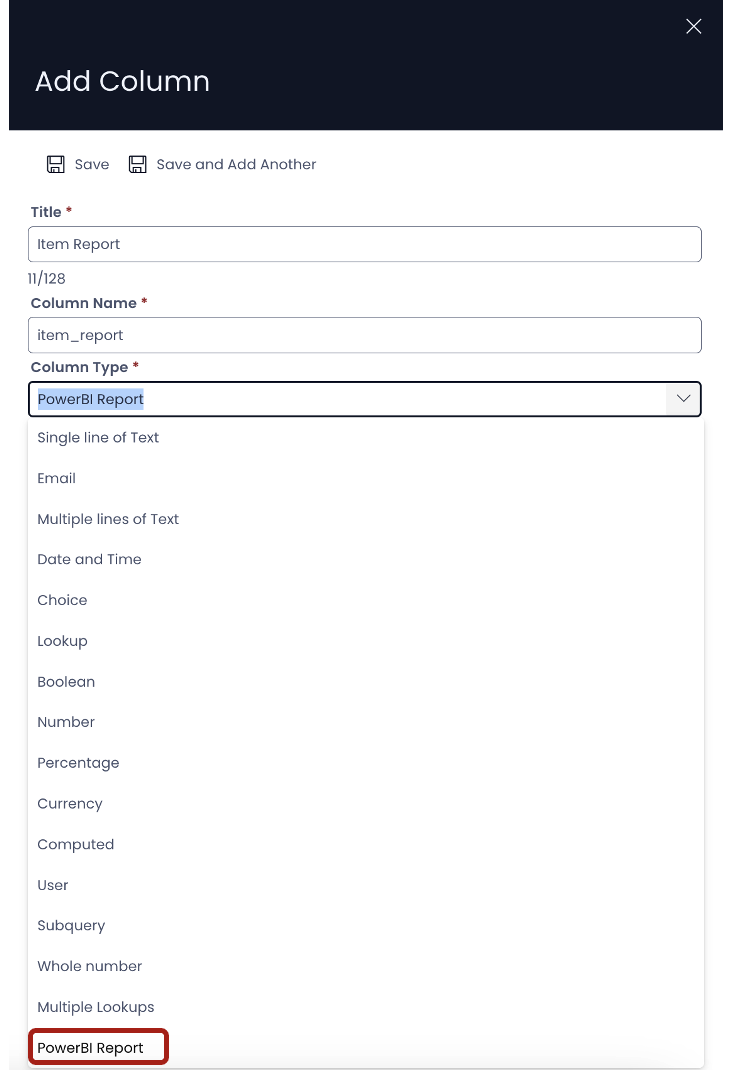 Add Column
Save Save and Add Another
Title *
Item Report
11/128
Column Name *
item_report
Column Type *
PowerBI Report
Single line of Text
Email
Multiple lines of Text
Date and Time
Choice
Lookup
Boolean
Number
Percentage
Currency
Computed
User
Subquery
Whole number
Multiple Lookups
PowerBI Report